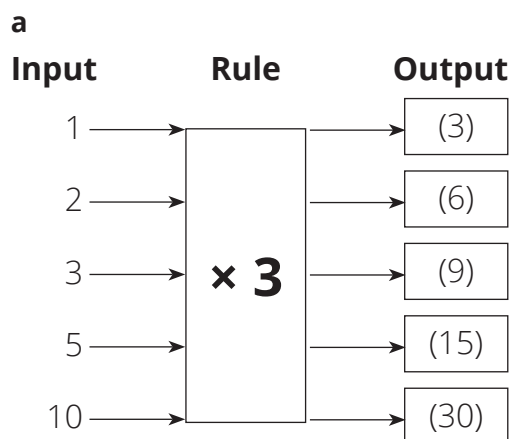 a
Input Rule Output
1 (3)
2 (6)
3 × 3 (9)
5 (15)
10 (30)